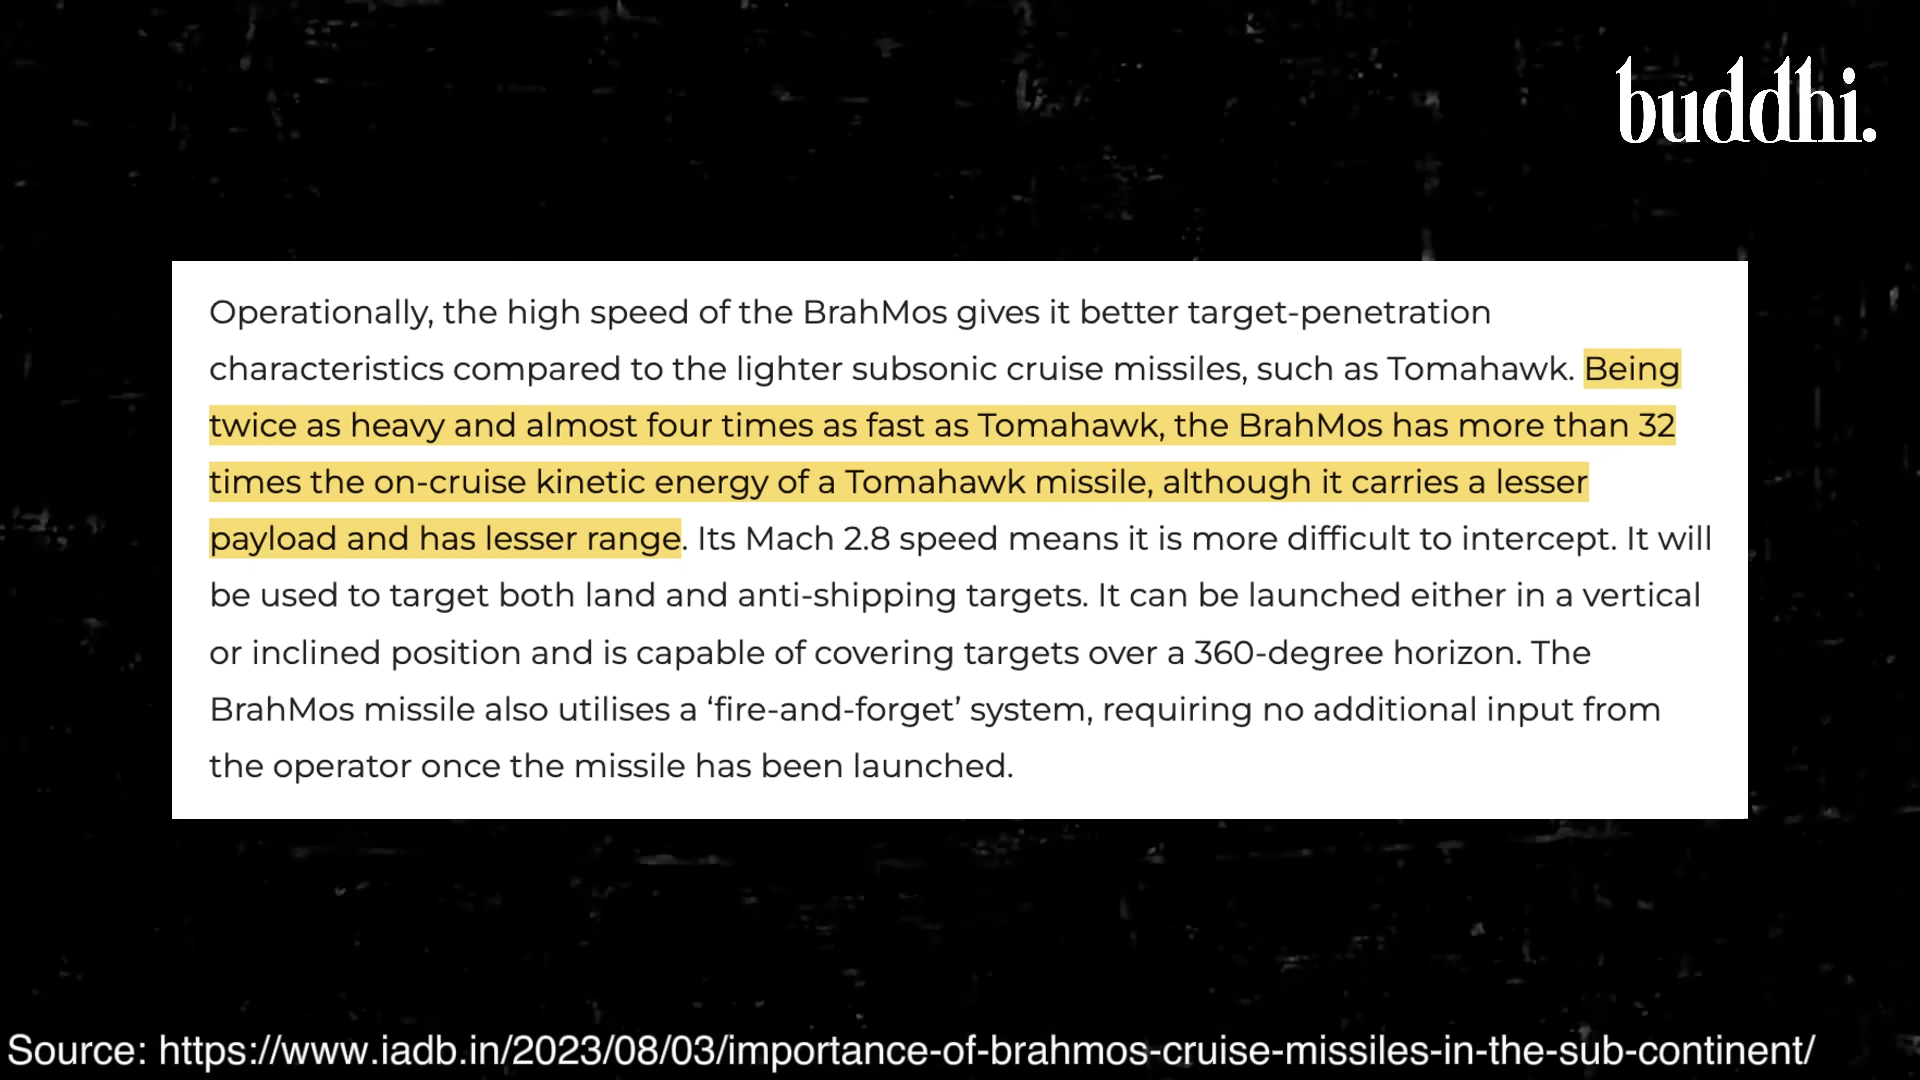 buddhi.
Operationally, the high speed of the BrahMos gives it better target-penetration
characteristics compared to the lighter subsonic cruise missiles, such as Tomahawk. Being
twice as heavy and almost four times as fast as Tomahawk, the BrahMos has more than 32
times the on-cruise kinetic energy of a Tomahawk missile, although it carries a lesser
payload and has lesser range. Its Mach 2.8 speed means it is more difficult to intercept. It will
be used to target both land and anti-shipping targets. It can be launched either in a vertical
or inclined position and is capable of covering targets over a 360-degree horizon. The
BrahMos missile also utilises a ‘fire-and-forget’ system, requiring no additional input from
the operator once the missile has been launched.
Source: https://www.iadb.in/2023/08/03/importance-of-brahmos-cruise-missiles-in-the-sub-continent/